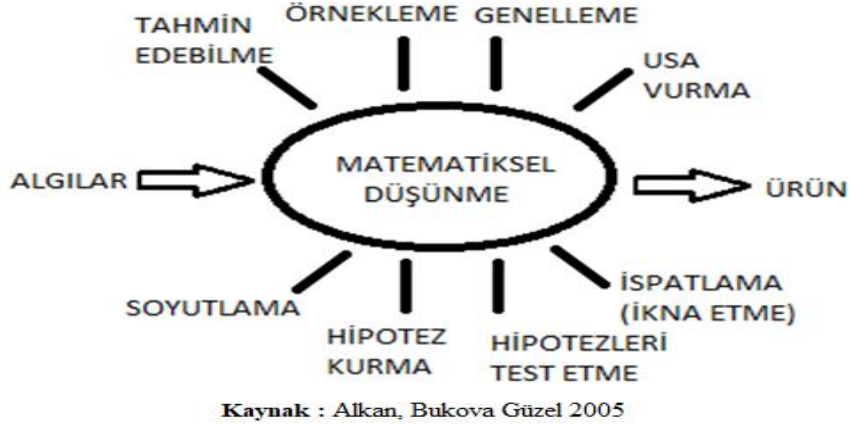 TAHMİN
EDEBİLME
ÖRNEKLEME
GENELLEME
USA
VURMA
ALGILAR
MATEMATİKSEL
DÜŞÜNME
ÜRÜN
SOYUTLAMA
HİPOTEZ
KURMA
HİPOTEZLERİ
TEST ETME
İSPATLAMA
(İKNA ETME)
Kaynak : Alkan, Bukova Güzel 2005